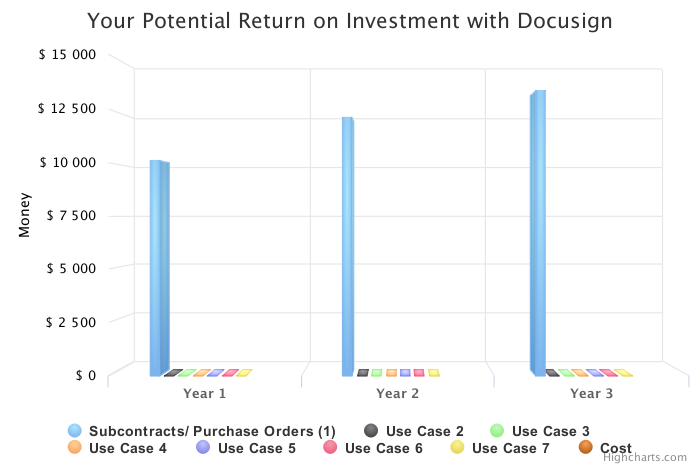 Your Potential Return on Investment with Docusign
$ 15 000
$ 12 500
$ 10 000
$ 7 500
$ 5 000
$ 2 500
$ 0
Money
Year 1
Year 2
Year 3
Subcontracts/ Purchase Orders (1)
Use Case 2
Use Case 3
Use Case 4
Use Case 5
Use Case 6
Use Case 7
Cost
Highcharts.com